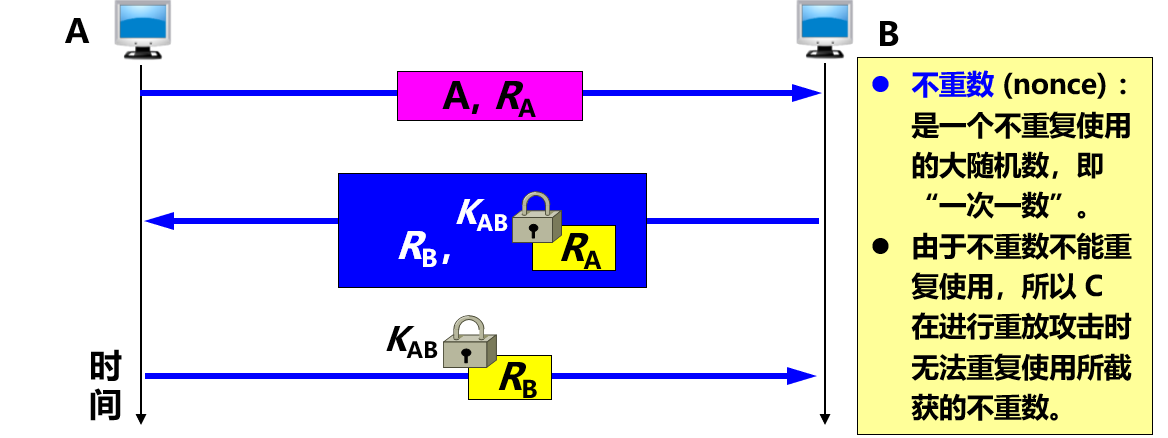 A
B
A, RA
KAB
RB,
RA
KAB
RB
时
间
● 不重数 (nonce)：
是一个不重复使用
的大随机数，即
“一次一数”。
● 由于不重数不能重
复使用，所以 C
在进行重放攻击时
无法重复使用所截
获的不重数。